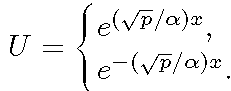 U = { e^{(√p/α)x},
e^{-(√p/α)x}.